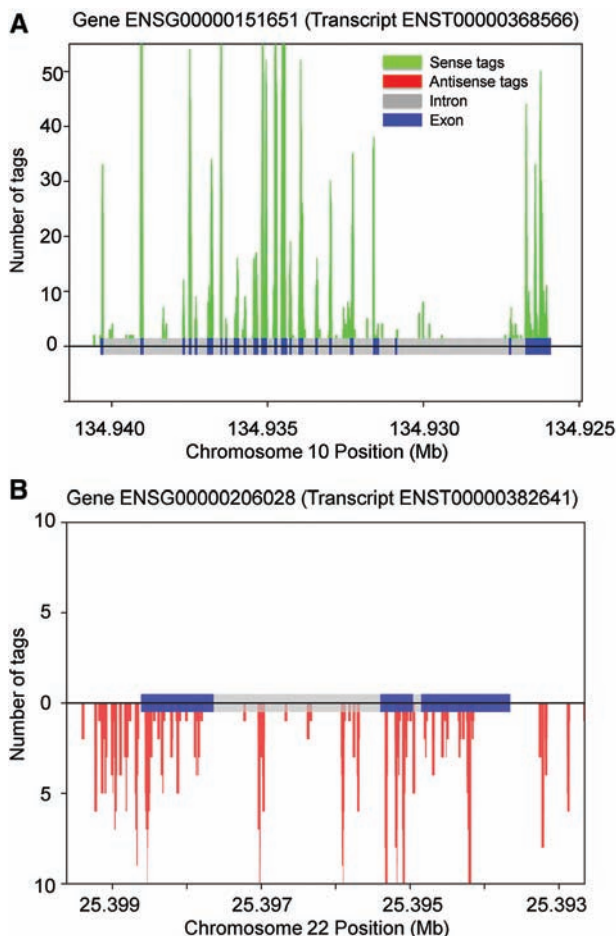 A
Gene ENSG00000151651 (Transcript ENST00000368566)
50
40
30
20
10
0
Number of tags
Sense tags
Antisense tags
Intron
Exon
134.940 134.935 134.930 134.925
Chromosome 10 Position (Mb)
B
Gene ENSG00000206028 (Transcript ENST00000382641)
10
5
0
5
10
Number of tags
25.399 25.397 25.395 25.393
Chromosome 22 Position (Mb)